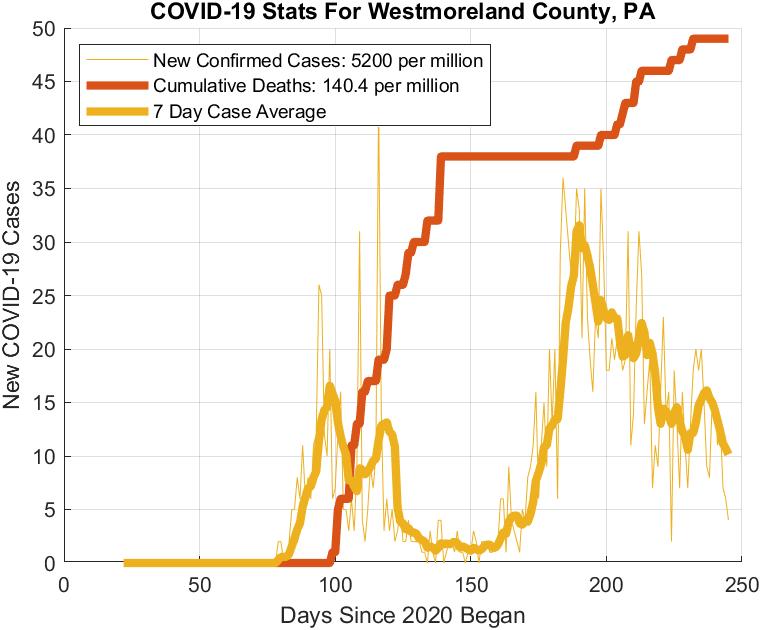 COVID-19 Stats For Westmoreland County, PA
50
45
40
35
30
25
20
15
10
5
0
New Confirmed Cases: 5200 per million
Cumulative Deaths: 140.4 per million
7 Day Case Average
New COVID-19 Cases
0 50 100 150 200 250
Days Since 2020 Began